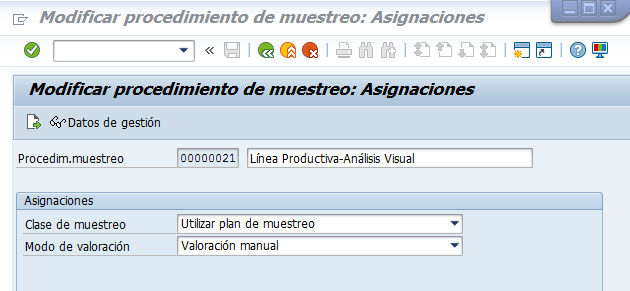 Modificar procedimiento de muestreo: Asignaciones
Modificar procedimiento de muestreo: Asignaciones
Datos de gestión
Procedim.muestreo 00000021 Línea Productiva-Análisis Visual
Asignaciones
Clase de muestreo Utilizar plan de muestreo
Modo de valoración Valoración manual